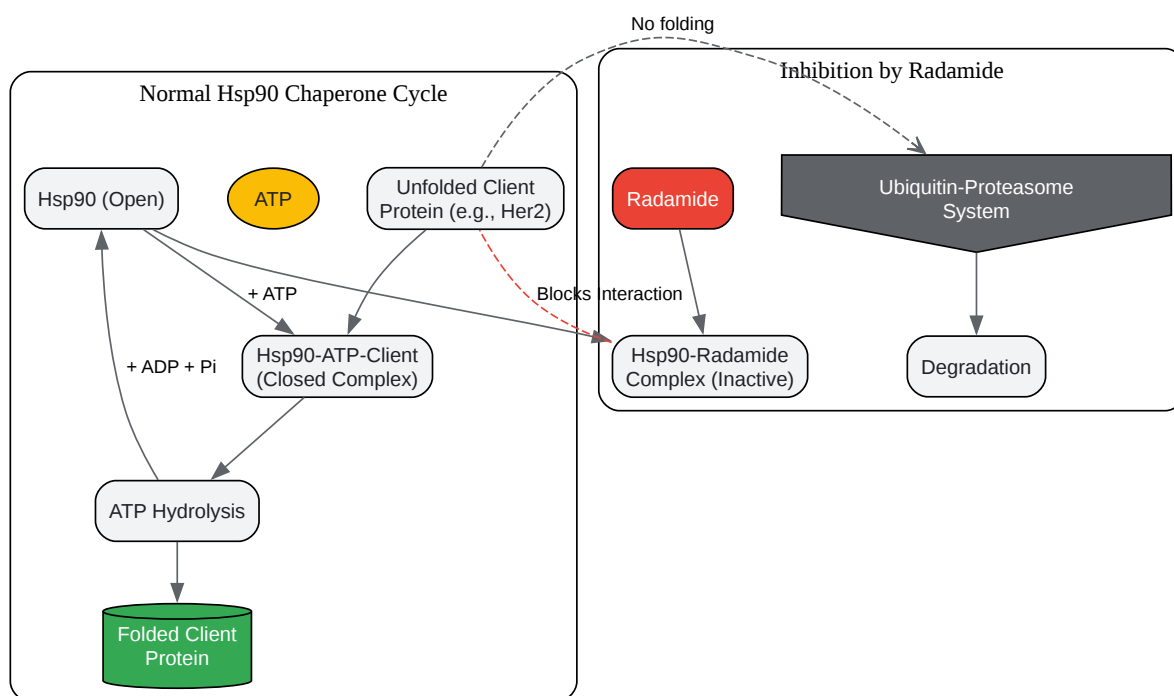 No folding
Normal Hsp90 Chaperone Cycle
Inhibition by Radamide
Hsp90 (Open)
ATP
Unfolded Client
Protein (e.g., Her2)
Radamide
Ubiquitin-Proteasome
System
+ ATP
Blocks Interaction
Hsp90-ATP-Client
(Closed Complex)
Hsp90-Radamide
Complex (Inactive)
Degradation
+ ADP + Pi
ATP Hydrolysis
Folded Client
Protein